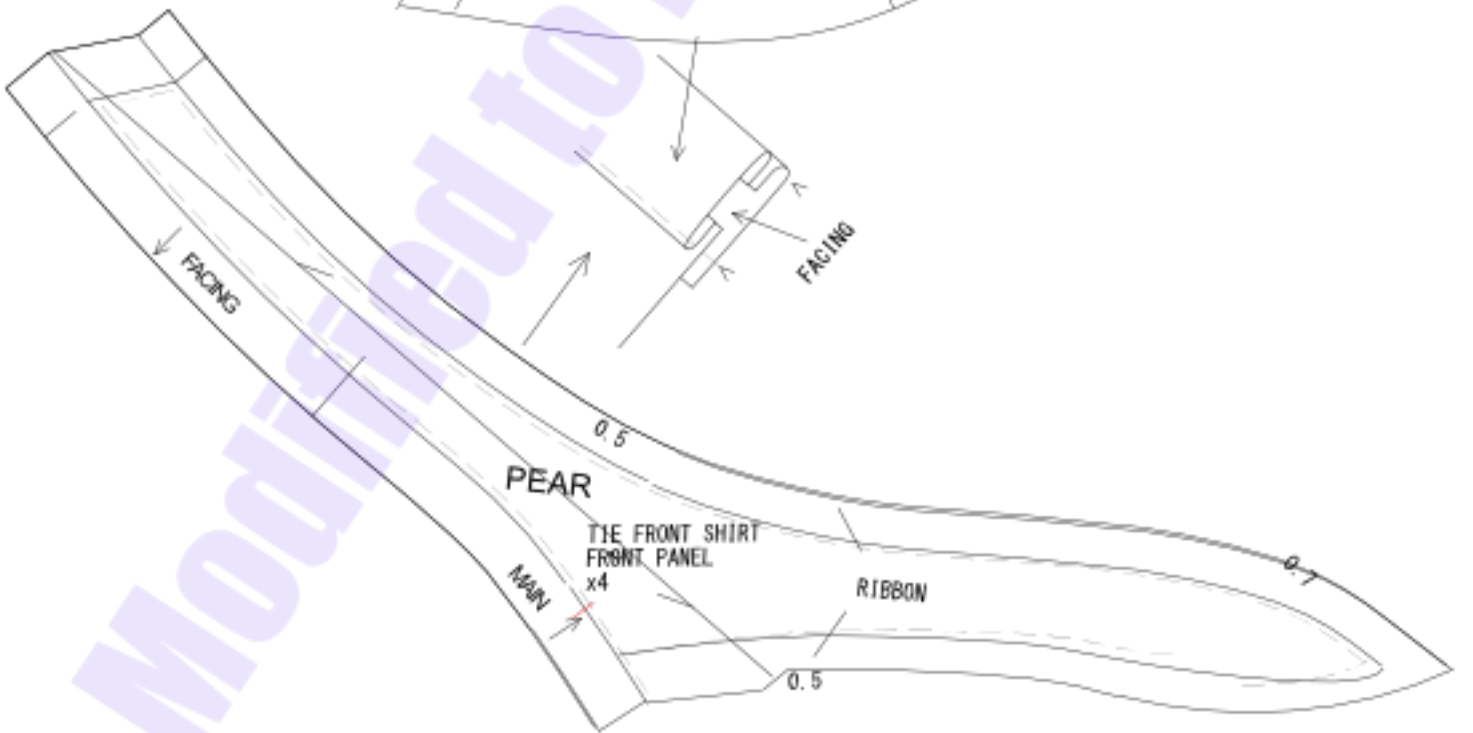 Modified to
FACING
FACING
0.5
PEAR
TIE FRONT SHIRT
FRONT PANEL
x4
MAIN
RIBBON
0.7
0.5